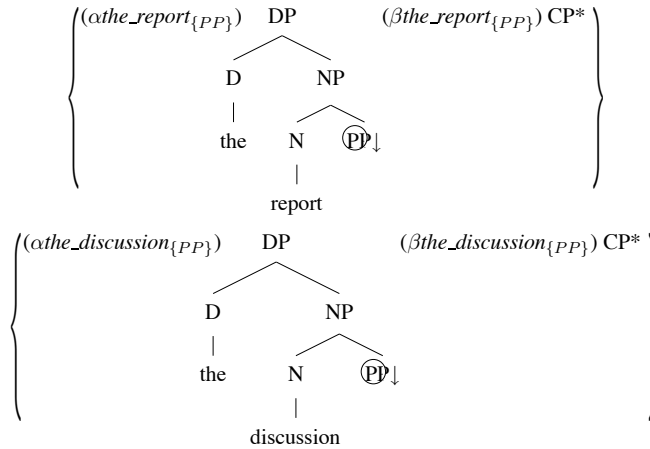 (αthe_report{PP}) DP (βthe_report{PP}) CP*
D NP
the N PP↓
report
(αthe_discussion{PP}) DP (βthe_discussion{PP}) CP*
D NP
the N PP↓
discussion